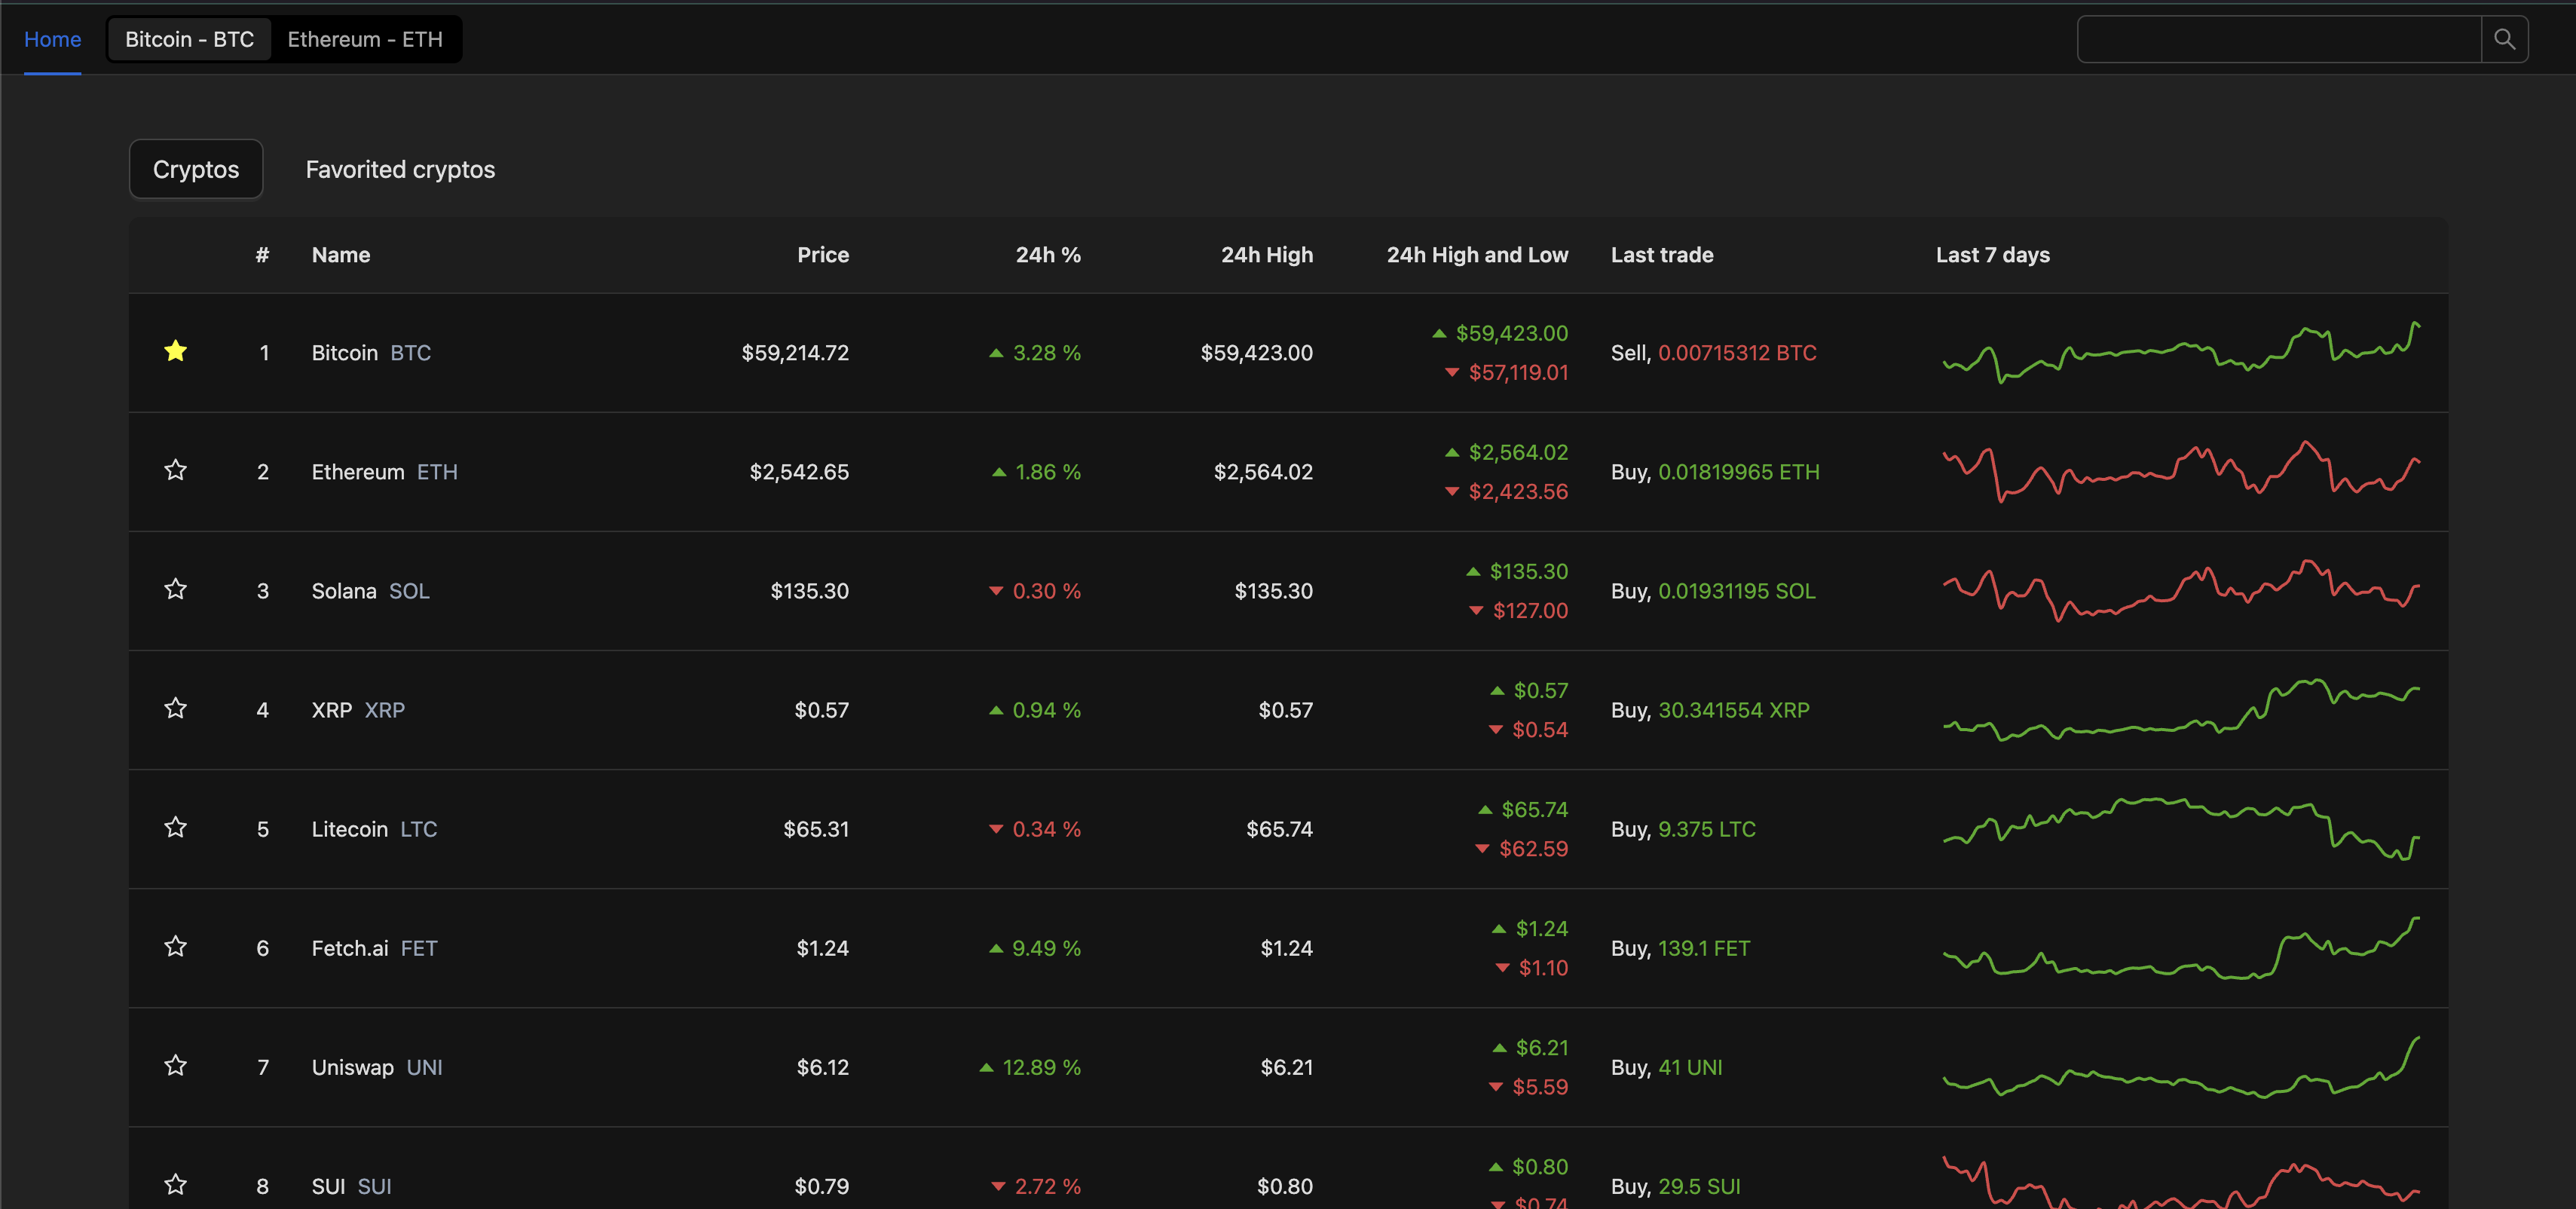 Home Bitcoin - BTC Ethereum - ETH
Cryptos Favorited cryptos
# Name Price 24h % 24h High 24h High and Low Last trade Last 7 days
1 Bitcoin BTC $59,214.72 3.28 % $59,423.00 $59,423.00 $57,119.01 Sell, 0.00715312 BTC
2 Ethereum ETH $2,542.65 1.86 % $2,564.02 $2,564.02 $2,423.56 Buy, 0.01819965 ETH
3 Solana SOL $135.30 0.30 % $135.30 $135.30 $127.00 Buy, 0.01931195 SOL
4 XRP XRP $0.57 0.94 % $0.57 $0.57 $0.54 Buy, 30.341554 XRP
5 Litecoin LTC $65.31 0.34 % $65.74 $65.74 $62.59 Buy, 9.375 LTC
6 Fetch.ai FET $1.24 9.49 % $1.24 $1.24 $1.10 Buy, 139.1 FET
7 Uniswap UNI $6.12 12.89 % $6.21 $6.21 $5.59 Buy, 41 UNI
8 SUI SUI $0.79 2.72 % $0.80 $0.80 $0.74 Buy, 29.5 SUI